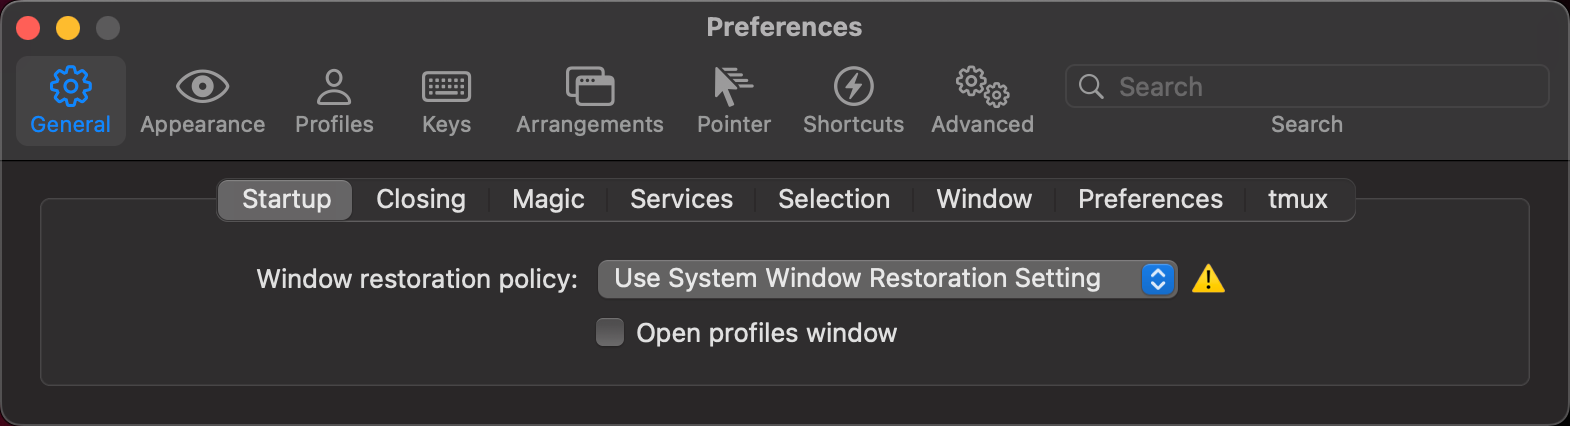 Preferences
General Appearance Profiles Keys Arrangements Pointer Shortcuts Advanced Search
Search
Startup Closing Magic Services Selection Window Preferences tmux
Window restoration policy: Use System Window Restoration Setting
Open profiles window